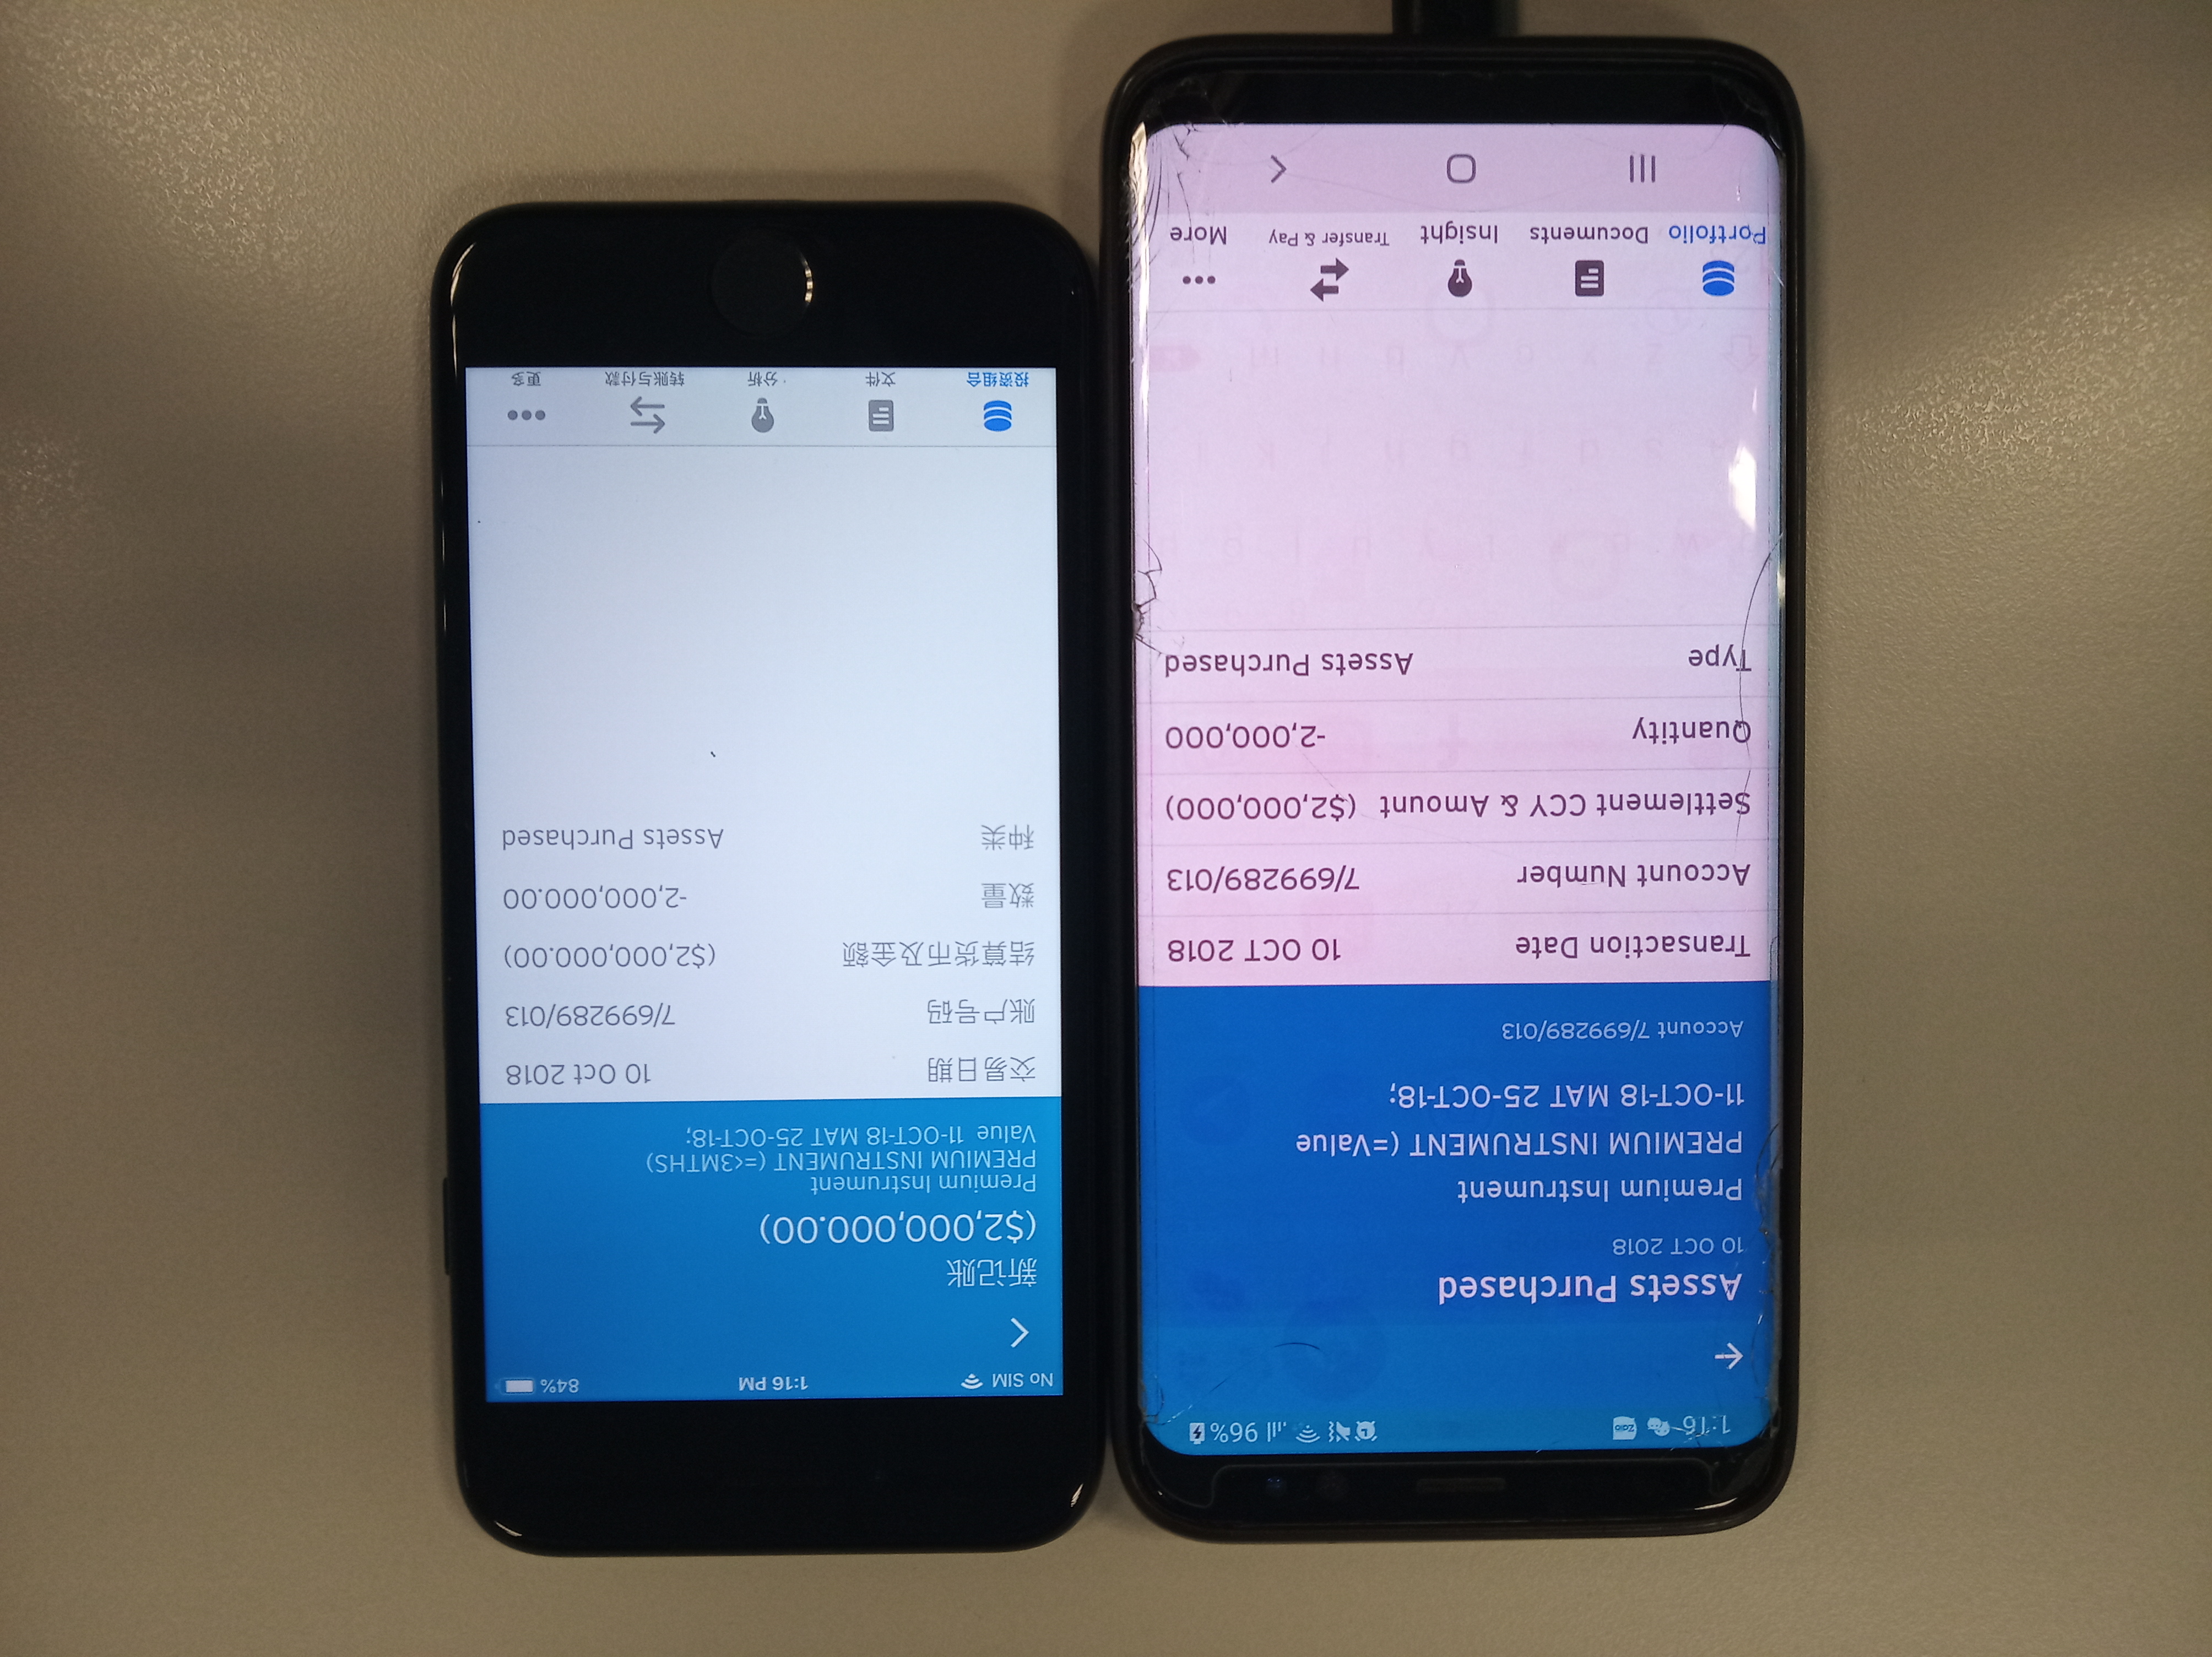 1:16
Zalo
96%
Assets Purchased
10 OCT 2018
Premium Instrument
PREMIUM INSTRUMENT (=Value
11-OCT-18 MAT 25-OCT-18;
Account 7/699289/013
Transaction Date 10 OCT 2018
Account Number 7/699289/013
Settlement CCY & Amount ($2,000,000)
Quantity -2,000,000
Type Assets Purchased
Portfolio Documents Insight Transfer & Pay More
No SIM 1:16 PM 84%
新记账
($2,000,000.00)
Premium Instrument
PREMIUM INSTRUMENT (=<3MTHS)
Value 11-OCT-18 MAT 25-OCT-18;
交易日期 10 Oct 2018
账户号码 7/699289/013
结算货币及金额 ($2,000,000.00)
数量 -2,000,000.00
种类 Assets Purchased
投资组合 文件 分析 转账与付款 更多